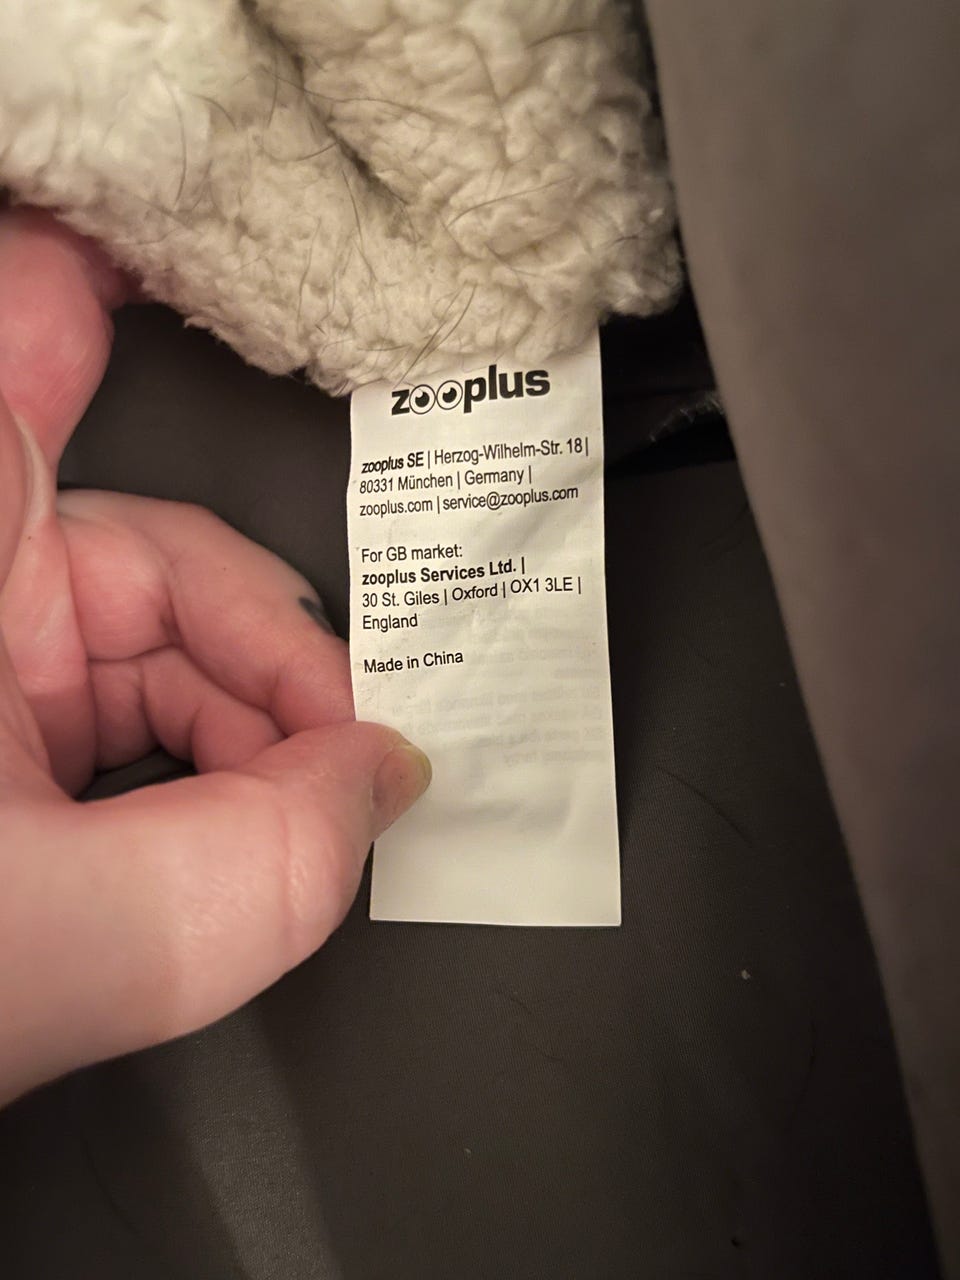 zooplus
zooplus SE | Herzog-Wilhelm-Str. 18 |
80331 München | Germany |
zooplus.com | service@zooplus.com
For GB market:
zooplus Services Ltd. |
30 St. Giles | Oxford | OX1 3LE |
England
Made in China